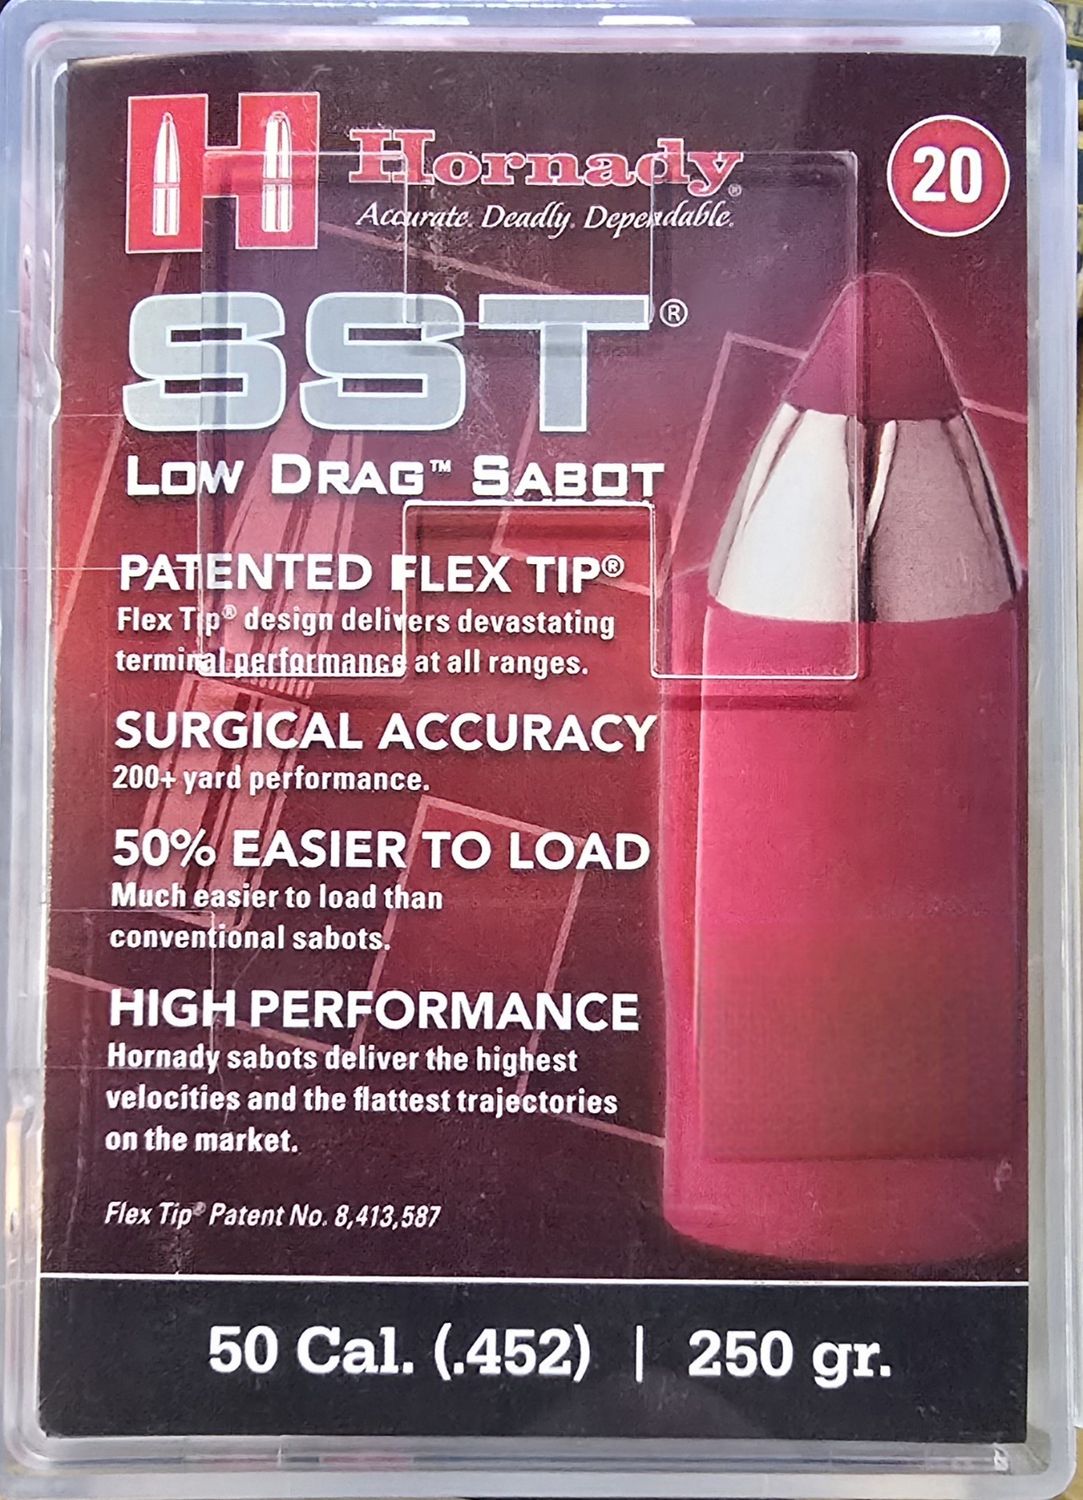 Hornady®
20
Accurate. Deadly. Dependable.
SST®
LOW DRAG™ SABOT
PATENTED FLEX TIP®
Flex Tip® design delivers devastating
terminal performance at all ranges.
SURGICAL ACCURACY
200+ yard performance.
50% EASIER TO LOAD
Much easier to load than
conventional sabots.
HIGH PERFORMANCE
Hornady sabots deliver the highest
velocities and the flattest trajectories
on the market.
Flex Tip® Patent No. 8,413,587
50 Cal. (.452) | 250 gr.